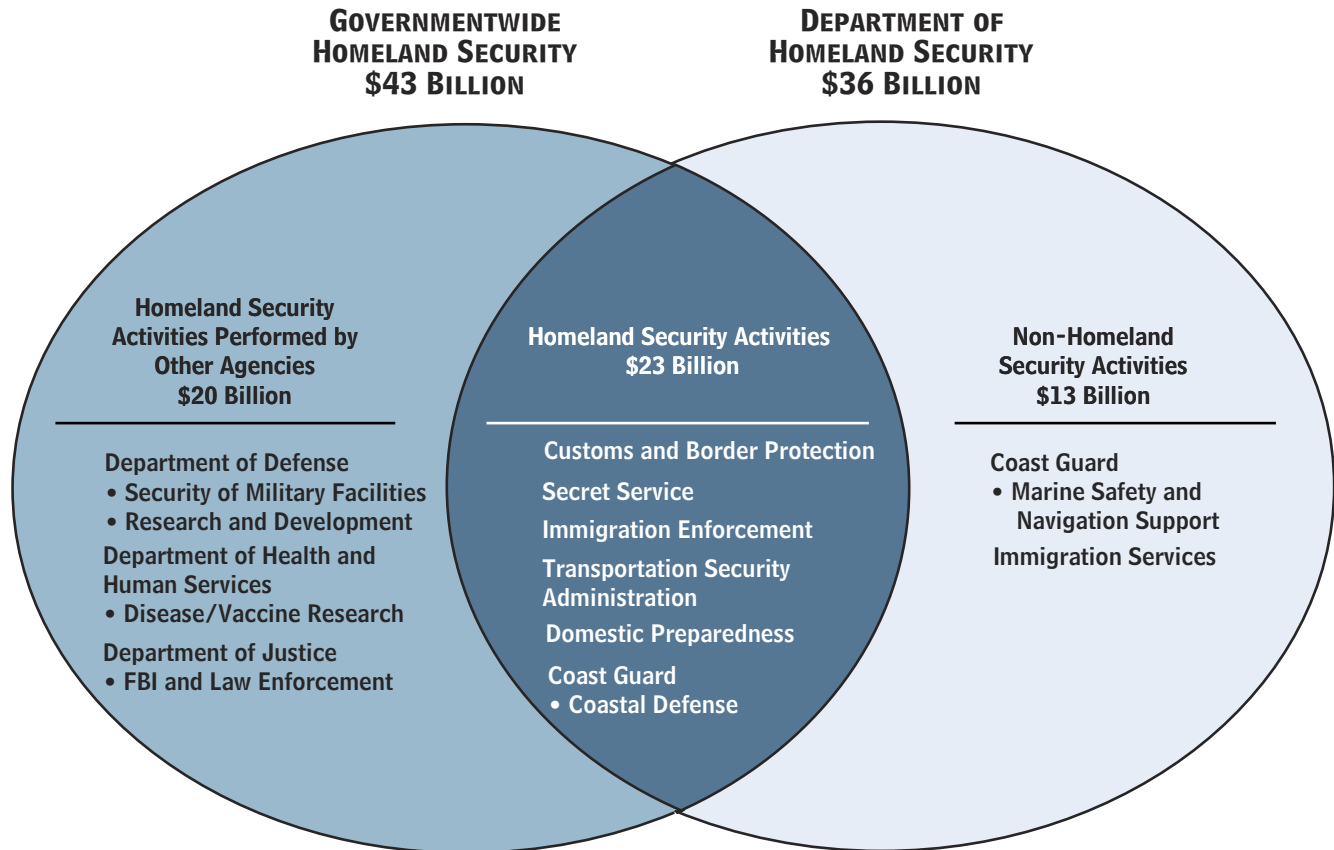 GOVERNMENTWIDE
HOMELAND SECURITY
$43 BILLION
DEPARTMENT OF
HOMELAND SECURITY
$36 BILLION
Homeland Security
Activities Performed by
Other Agencies
$20 Billion
Department of Defense
• Security of Military Facilities
• Research and Development
Department of Health and
Human Services
• Disease/Vaccine Research
Department of Justice
• FBI and Law Enforcement
Homeland Security Activities
$23 Billion
Customs and Border Protection
Secret Service
Immigration Enforcement
Transportation Security
Administration
Domestic Preparedness
Coast Guard
• Coastal Defense
Non-Homeland
Security Activities
$13 Billion
Coast Guard
• Marine Safety and
Navigation Support
Immigration Services